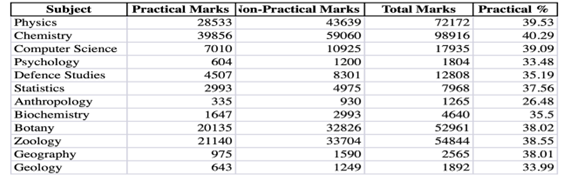 Subject Practical Marks Non-Practical Marks Total Marks Practical %
Physics 28533 43639 72172 39.53
Chemistry 39856 59060 98916 40.29
Computer Science 7010 10925 17935 39.09
Psychology 604 1200 1804 33.48
Defence Studies 4507 8301 12808 35.19
Statistics 2993 4975 7968 37.56
Anthropology 335 930 1265 26.48
Biochemistry 1647 2993 4640 35.5
Botany 20135 32826 52961 38.02
Zoology 21140 33704 54844 38.55
Geography 975 1590 2565 38.01
Geology 643 1249 1892 33.99